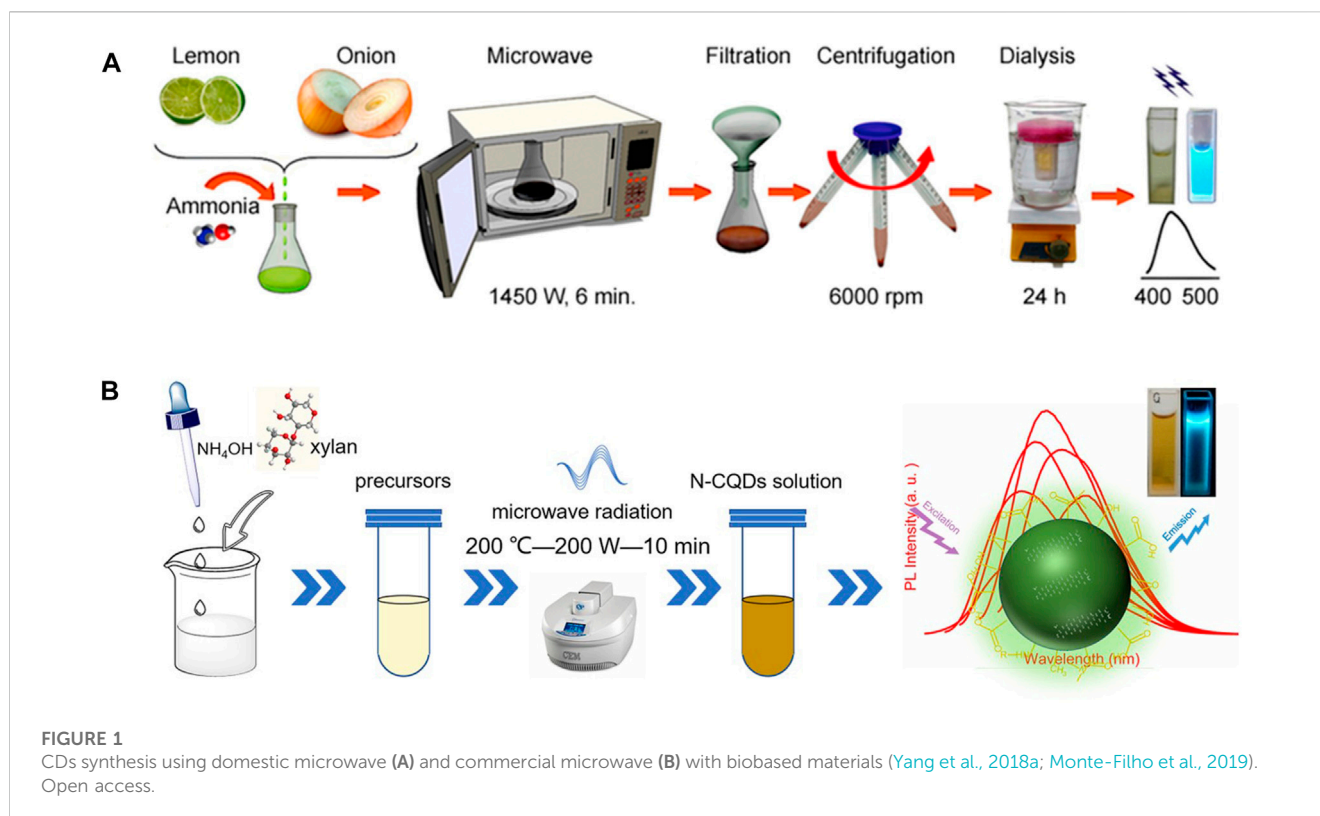 A
Lemon
Onion
Microwave
Filtration
Centrifugation
Dialysis
Ammonia
1450 W, 6 min.
6000 rpm
24 h
400 500
B
NH₄OH
xylan
precursors
microwave radiation
200 ℃—200 W—10 min
CEM
N-CQDs solution
PL Intensity (a. u.)
Excitation
Emission
Wavelength (nm)
FIGURE 1
CDs synthesis using domestic microwave (A) and commercial microwave (B) with biobased materials (Yang et al., 2018a; Monte-Filho et al., 2019).
Open access.